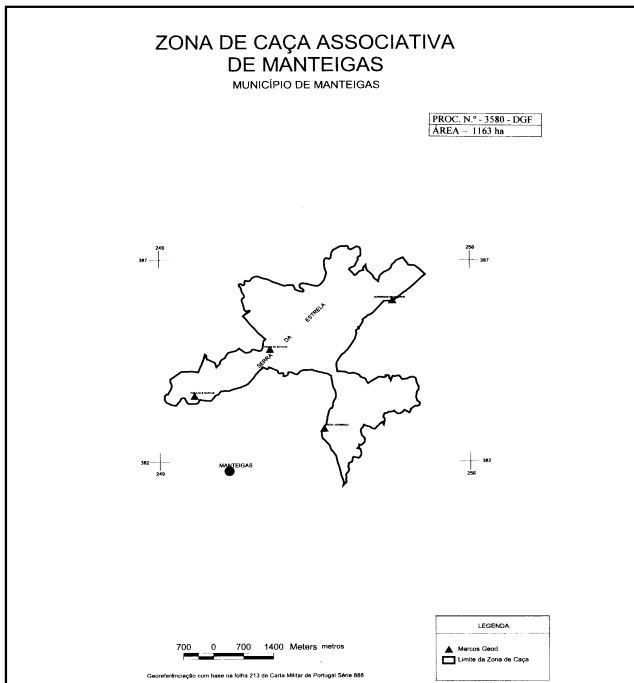 ZONA DE CAÇA ASSOCIATIVA
DE MANTEIGAS
MUNICÍPIO DE MANTEIGAS
PROC. N.º - 3580 - DGF
ÁREA – 1163 ha
249
256
387
387
SERRA DA ESTRELA
382
382
MANTEIGAS
249
256
700 0 700 1400 Meters metros
LEGENDA:
Marcos Geod.
Limite da Zona de Caça
Georeferênciação com base na folha 213 da Carta Militar de Portugal Série 888